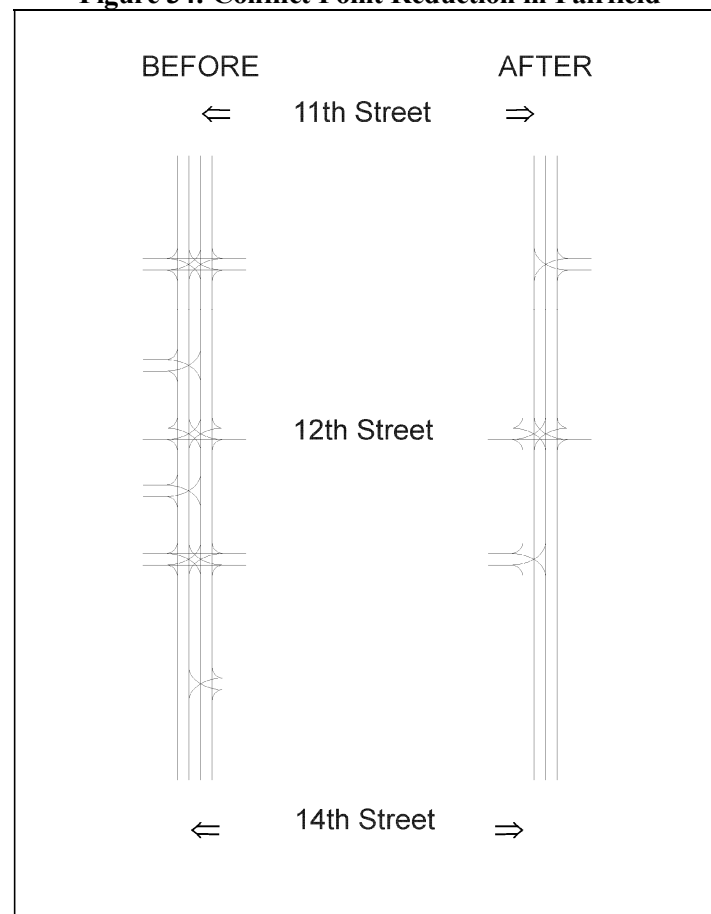 Figure 34: Conflict Point Reduction in Fairfield
BEFORE AFTER
⇐ 11th Street ⇒
12th Street
⇐ 14th Street ⇒